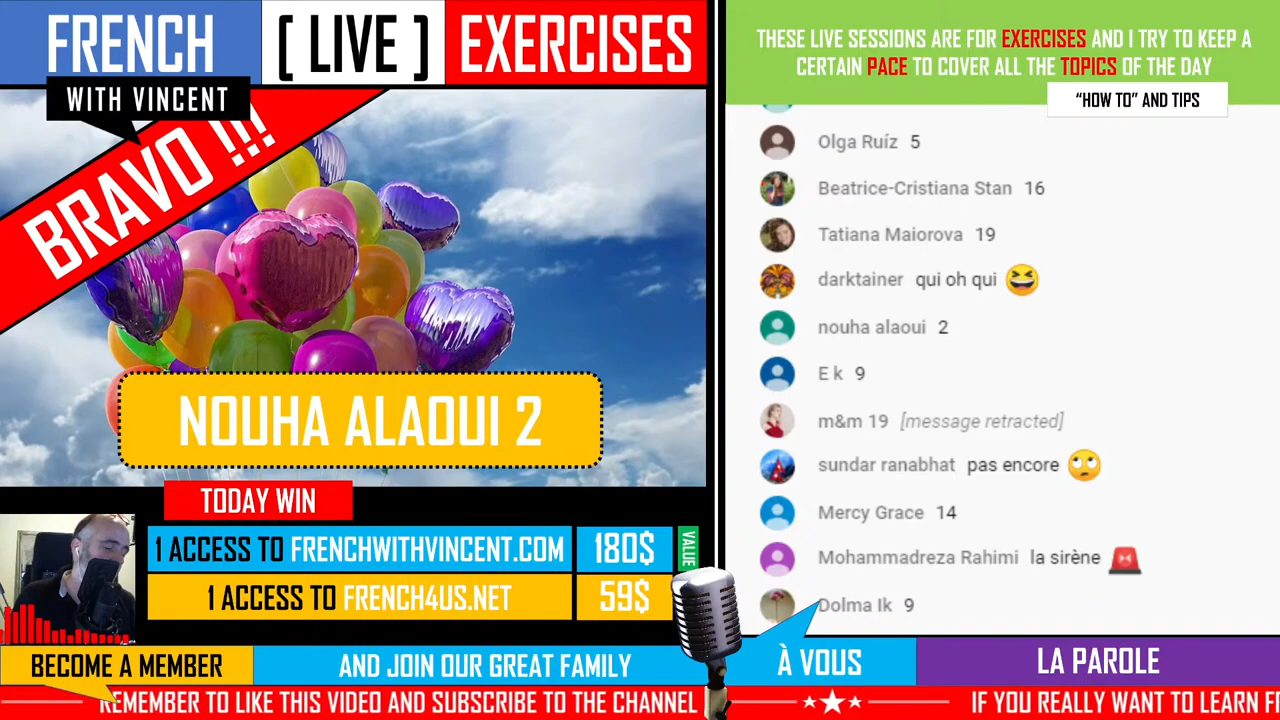 FRENCH
[ LIVE ]
EXERCISES
WITH VINCENT
BRAVO !!!
NOUHA ALAOUI 2
TODAY WIN
1 ACCESS TO FRENCHWITHVINCENT.COM
180$
VALUE
1 ACCESS TO FRENCH4US.NET
59$
BECOME A MEMBER
AND JOIN OUR GREAT FAMILY
THESE LIVE SESSIONS ARE FOR EXERCISES AND I TRY TO KEEP A
CERTAIN PACE TO COVER ALL THE TOPICS OF THE DAY
“HOW TO” AND TIPS
Olga Ruíz 5
Beatrice-Cristiana Stan 16
Tatiana Maiorova 19
darktainer qui oh qui
nouha alaoui 2
E k 9
m&m 19 [message retracted]
sundar ranabhat pas encore
Mercy Grace 14
Mohammadreza Rahimi la sirène
Dolma Ik 9
À VOUS
LA PAROLE
REMEMBER TO LIKE THIS VIDEO AND SUBSCRIBE TO THE CHANNEL
IF YOU REALLY WANT TO LEARN